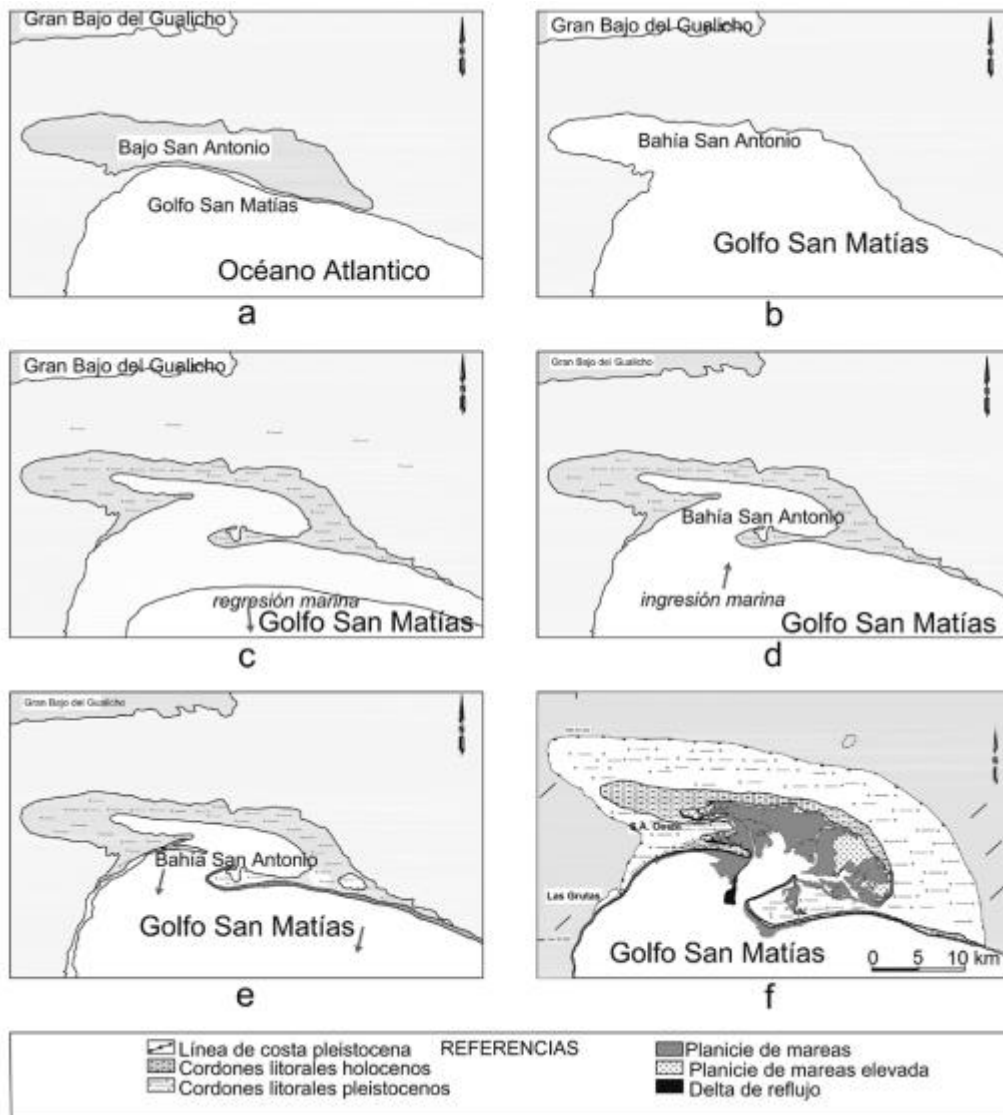 Gran Bajo del Gualicho
Bajo San Antonio
Golfo San Matías
Océano Atlantico
a
Gran Bajo del Gualicho
Bahía San Antonio
Golfo San Matías
b
Gran Bajo del Gualicho
regresión marina
Golfo San Matías
c
Gran Bajo del Gualicho
Bahía San Antonio
ingresión marina
Golfo San Matías
d
Gran Bajo del Gualicho
Bahía San Antonio
Golfo San Matías
e
S.A. Oeste
Las Grutas
Golfo San Matías
0 5 10 km
f
REFERENCIAS
Línea de costa pleistocena
Cordones litorales holocenos
Cordones litorales pleistocenos
Planicie de mareas
Planicie de mareas elevada
Delta de reflujo